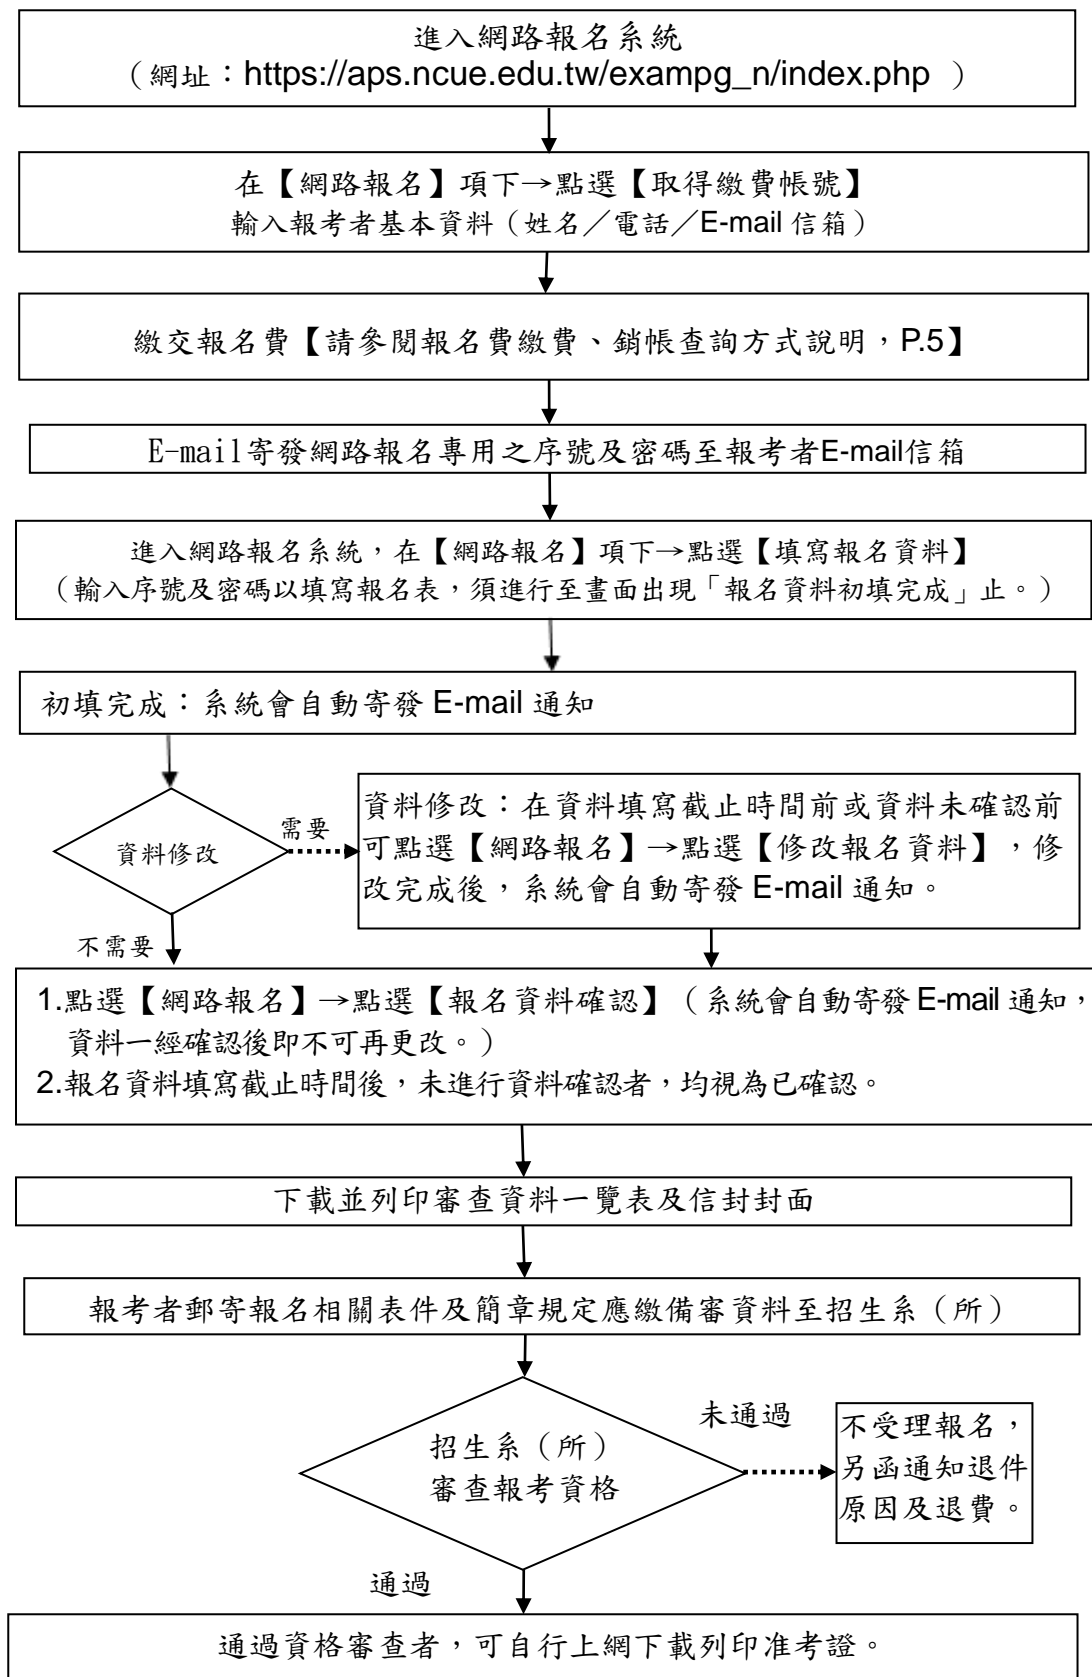 進入網路報名系統
（網址：https://aps.ncue.edu.tw/exampg_n/index.php ）
在【網路報名】項下→點選【取得繳費帳號】
輸入報考者基本資料（姓名／電話／E-mail 信箱）
繳交報名費【請參閱報名費繳費、銷帳查詢方式說明，P.5】
E-mail寄發網路報名專用之序號及密碼至報考者E-mail信箱
進入網路報名系統，在【網路報名】項下→點選【填寫報名資料】
（輸入序號及密碼以填寫報名表，須進行至畫面出現「報名資料初填完成」止。）
初填完成：系統會自動寄發 E-mail 通知
資料修改
需要
資料修改：在資料填寫截止時間前或資料未確認前
可點選【網路報名】→點選【修改報名資料】，修
改完成後，系統會自動寄發 E-mail 通知。
不需要
1.點選【網路報名】→點選【報名資料確認】（系統會自動寄發 E-mail 通知，
資料一經確認後即不可再更改。）
2.報名資料填寫截止時間後，未進行資料確認者，均視為已確認。
下載並列印審查資料一覽表及信封封面
報考者郵寄報名相關表件及簡章規定應繳備審資料至招生系（所）
招生系（所）
審查報考資格
未通過
不受理報名，
另函通知退件
原因及退費。
通過
通過資格審查者，可自行上網下載列印准考證。